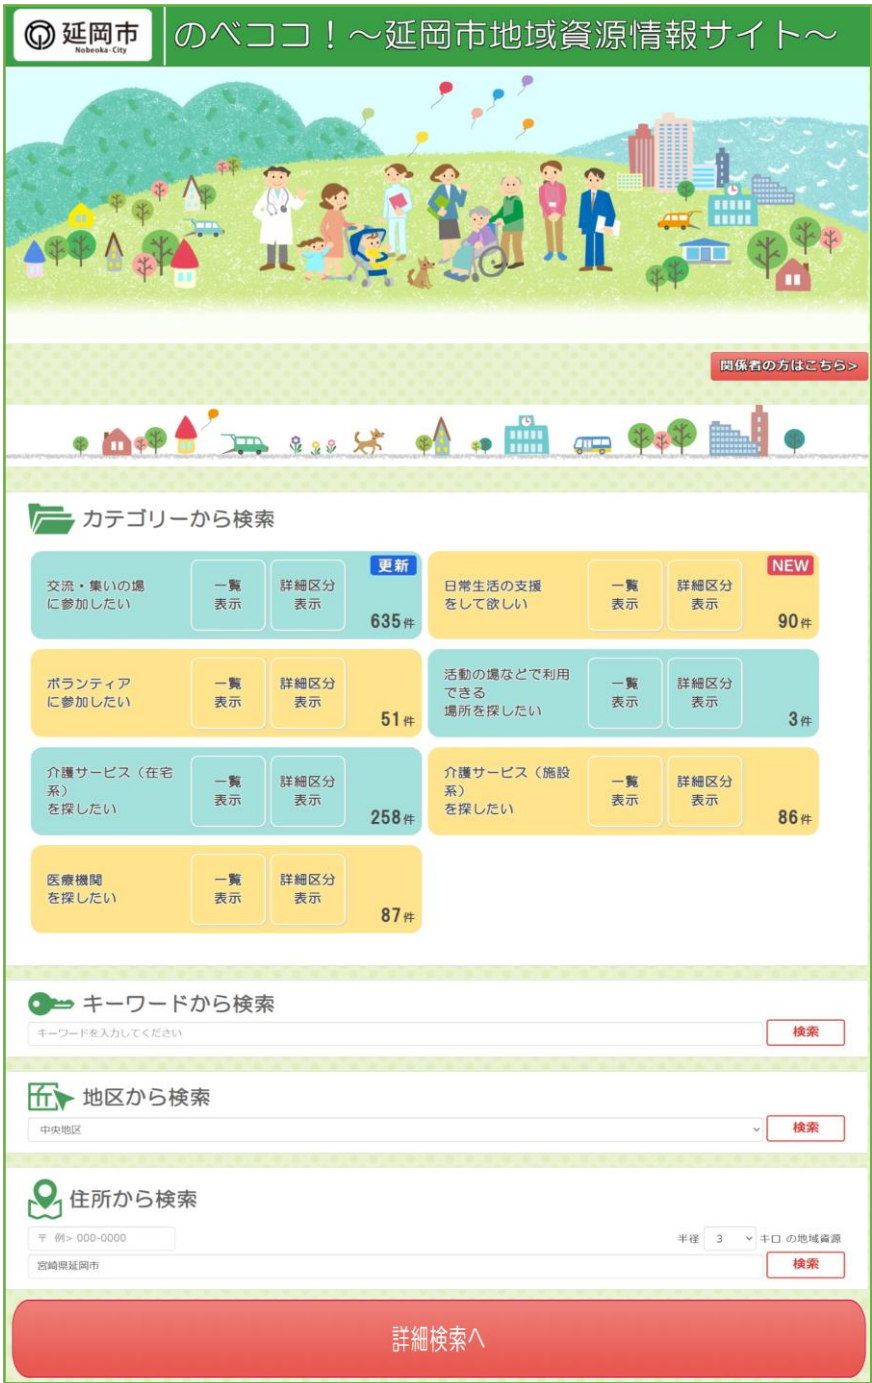 延岡市
Nobeoka-City
のベココ！～延岡市地域資源情報サイト～
関係者の方はこちら>
カテゴリーから検索
交流・集いの場
に参加したい
一覧
表示
詳細区分
表示
更新
635件
日常生活の支援
をして欲しい
一覧
表示
詳細区分
表示
NEW
90件
ボランティア
に参加したい
一覧
表示
詳細区分
表示
51件
活動の場などで利用
できる
場所を探したい
一覧
表示
詳細区分
表示
3件
介護サービス（在宅
系）
を探したい
一覧
表示
詳細区分
表示
258件
介護サービス（施設
系）
を探したい
一覧
表示
詳細区分
表示
86件
医療機関
を探したい
一覧
表示
詳細区分
表示
87件
キーワードから検索
キーワードを入力してください
検索
地区から検索
中央地区
検索
住所から検索
〒 例> 000-0000
半径 3 キロ の地域資源
宮崎県延岡市
検索
詳細検索へ